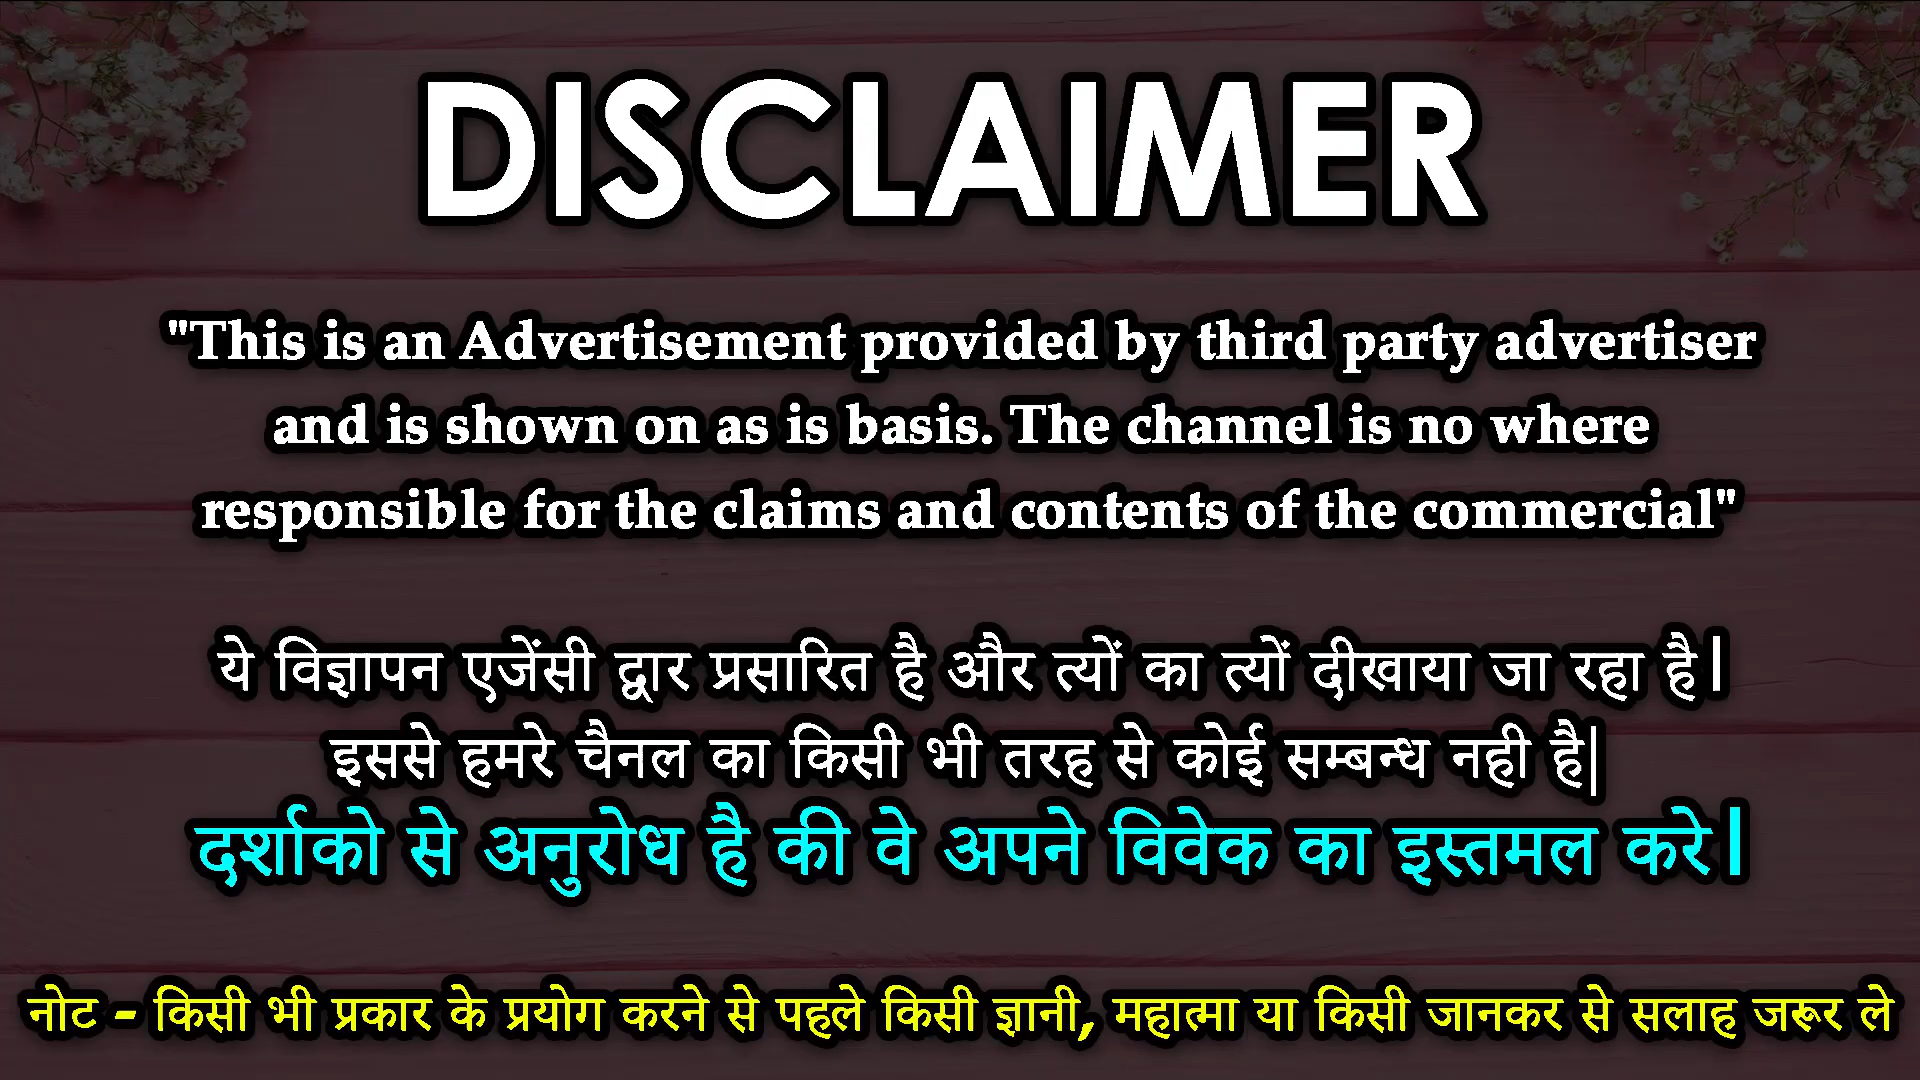 DISCLAIMER
"This is an Advertisement provided by third party advertiser
and is shown on as is basis. The channel is no where
responsible for the claims and contents of the commercial"
ये विज्ञापन एजेंसी द्वार प्रसारित है और त्यों का त्यों दीखाया जा रहा है|
इससे हमरे चैनल का किसी भी तरह से कोई सम्बन्ध नही है|
दर्शाको से अनुरोध है की वे अपने विवेक का इस्तमल करे|
नोट - किसी भी प्रकार के प्रयोग करने से पहले किसी ज्ञानी, महात्मा या किसी जानकर से सलाह जरूर ले